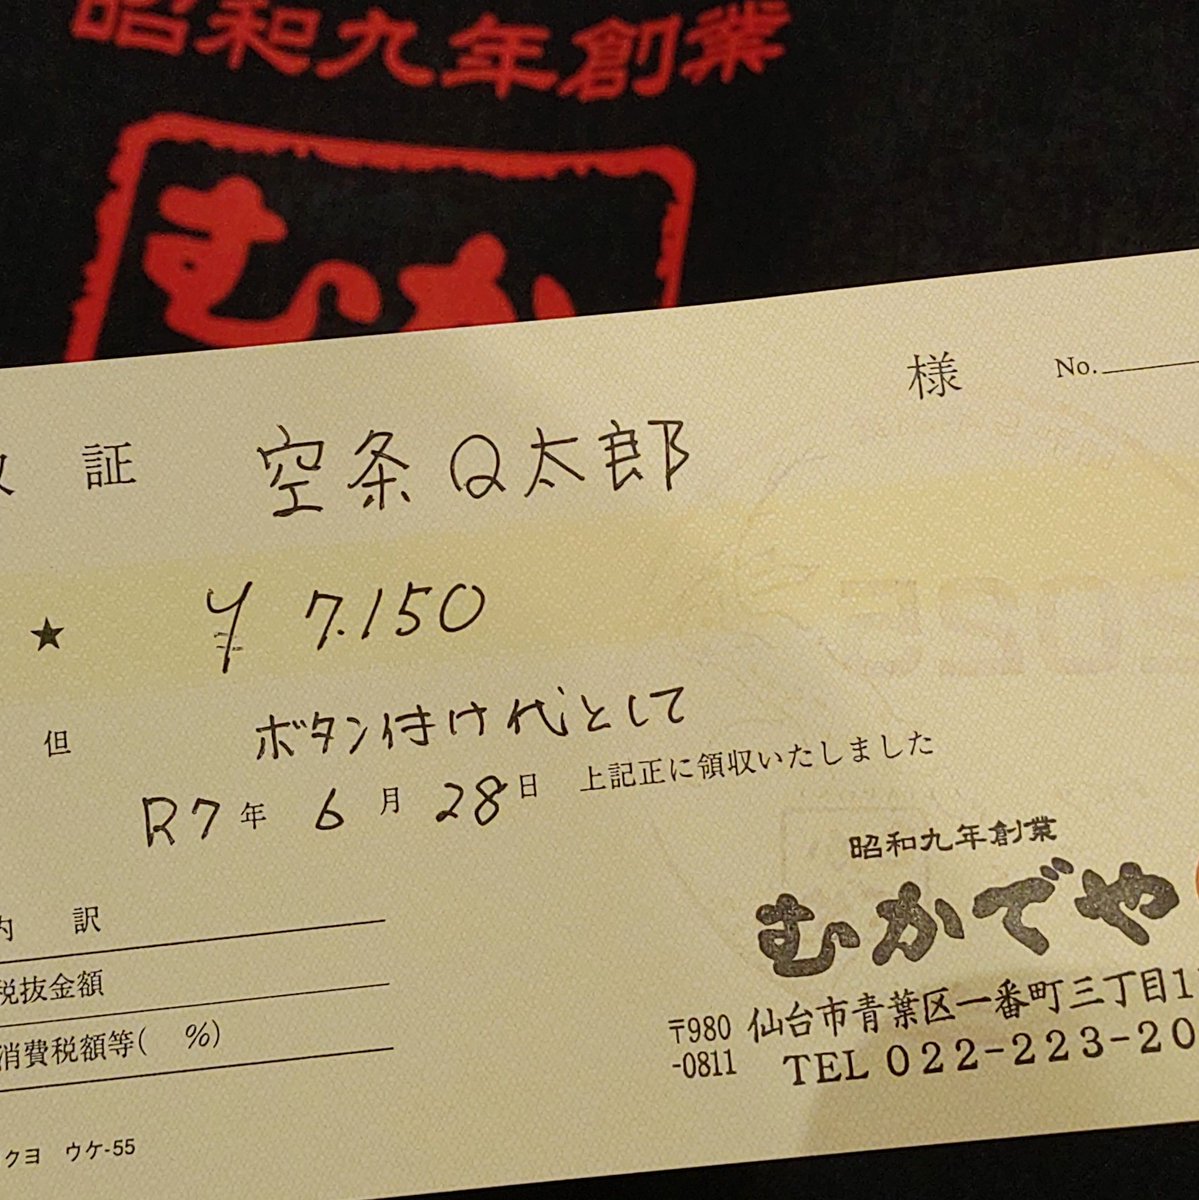 昭和九年創業
むか
証 空条Q太郎 様 No.
★ ¥7.150
但 ボタン付け代として
R7年 6月 28日 上記正に領収いたしました
内 訳
税抜金額
消費税額等( %)
クヨ ウケ-55
昭和九年創業
むかでや
〒980-0811 仙台市青葉区一番町三丁目1
TEL 022-223-20